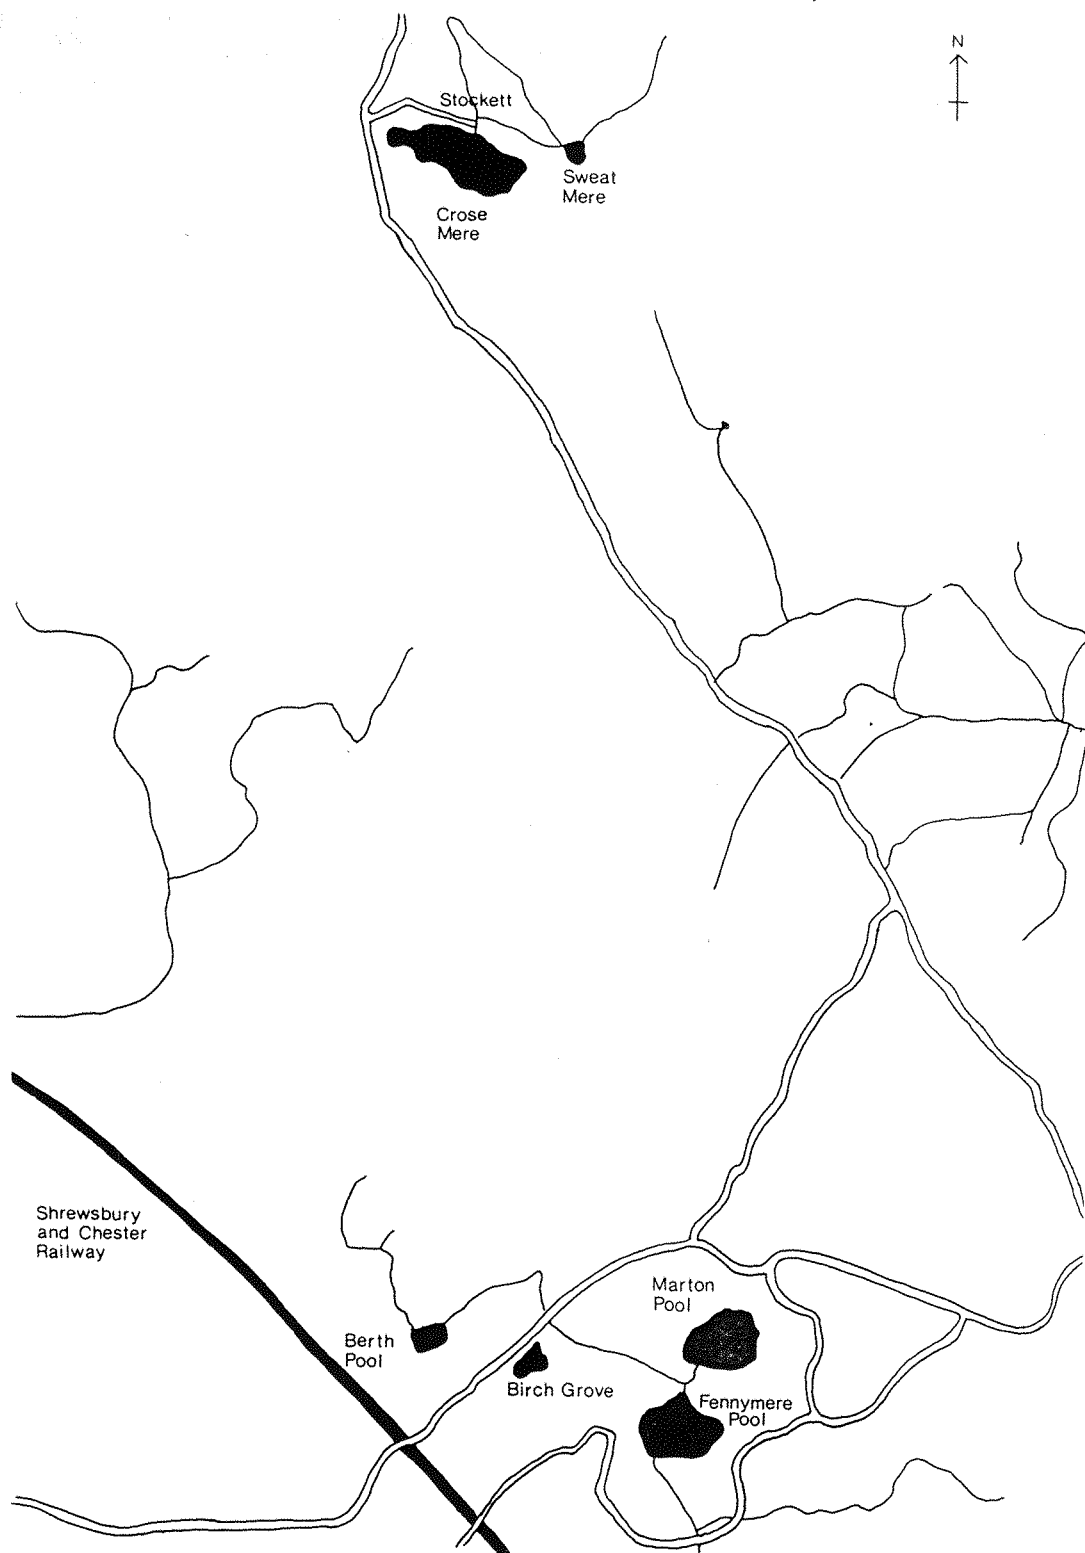 N
Stockett
Sweat
Mere
Crose
Mere
Shrewsbury
and Chester
Railway
Marton
Pool
Berth
Pool
Birch Grove
Fennymere
Pool